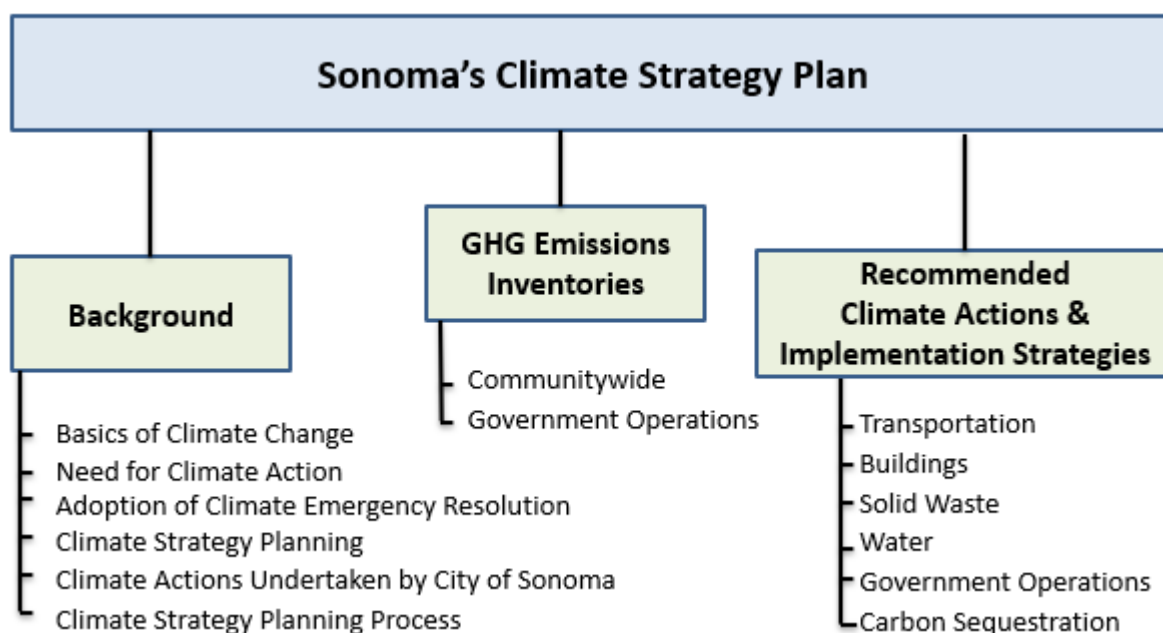 Sonoma’s Climate Strategy Plan
Background
Basics of Climate Change
Need for Climate Action
Adoption of Climate Emergency Resolution
Climate Strategy Planning
Climate Actions Undertaken by City of Sonoma
Climate Strategy Planning Process
GHG Emissions
Inventories
Communitywide
Government Operations
Recommended
Climate Actions &
Implementation Strategies
Transportation
Buildings
Solid Waste
Water
Government Operations
Carbon Sequestration